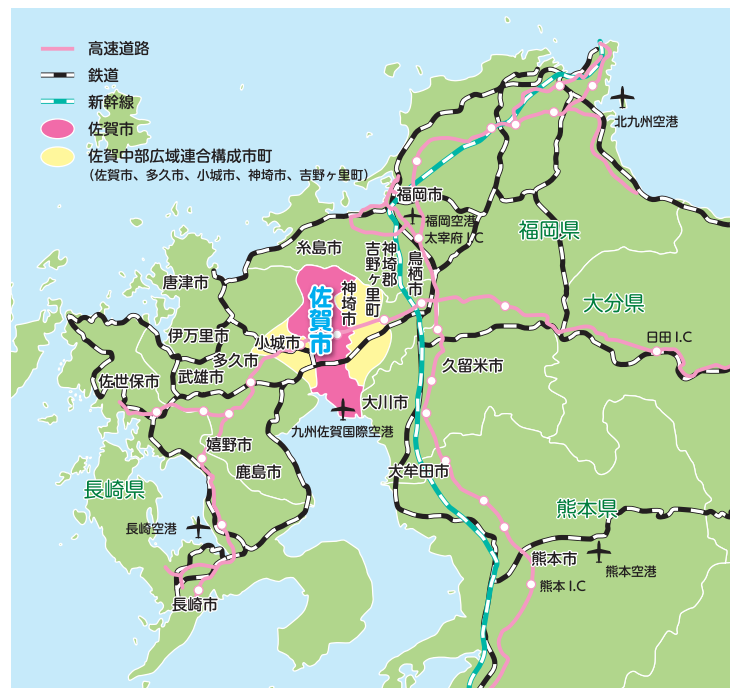 高速道路
鉄道
新幹線
佐賀市
佐賀中部広域連合構成市町
（佐賀市、多久市、小城市、神埼市、吉野ヶ里町）
北九州空港
福岡市
福岡空港
太宰府I.C
福岡県
糸島市
神埼郡
吉野ヶ里町
鳥栖市
唐津市
神埼市
佐賀市
大分県
伊万里市
小城市
日田I.C
多久市
久留米市
武雄市
佐世保市
大川市
九州佐賀国際空港
嬉野市
鹿島市
大牟田市
長崎県
熊本県
長崎空港
熊本市
熊本空港
熊本I.C
長崎市